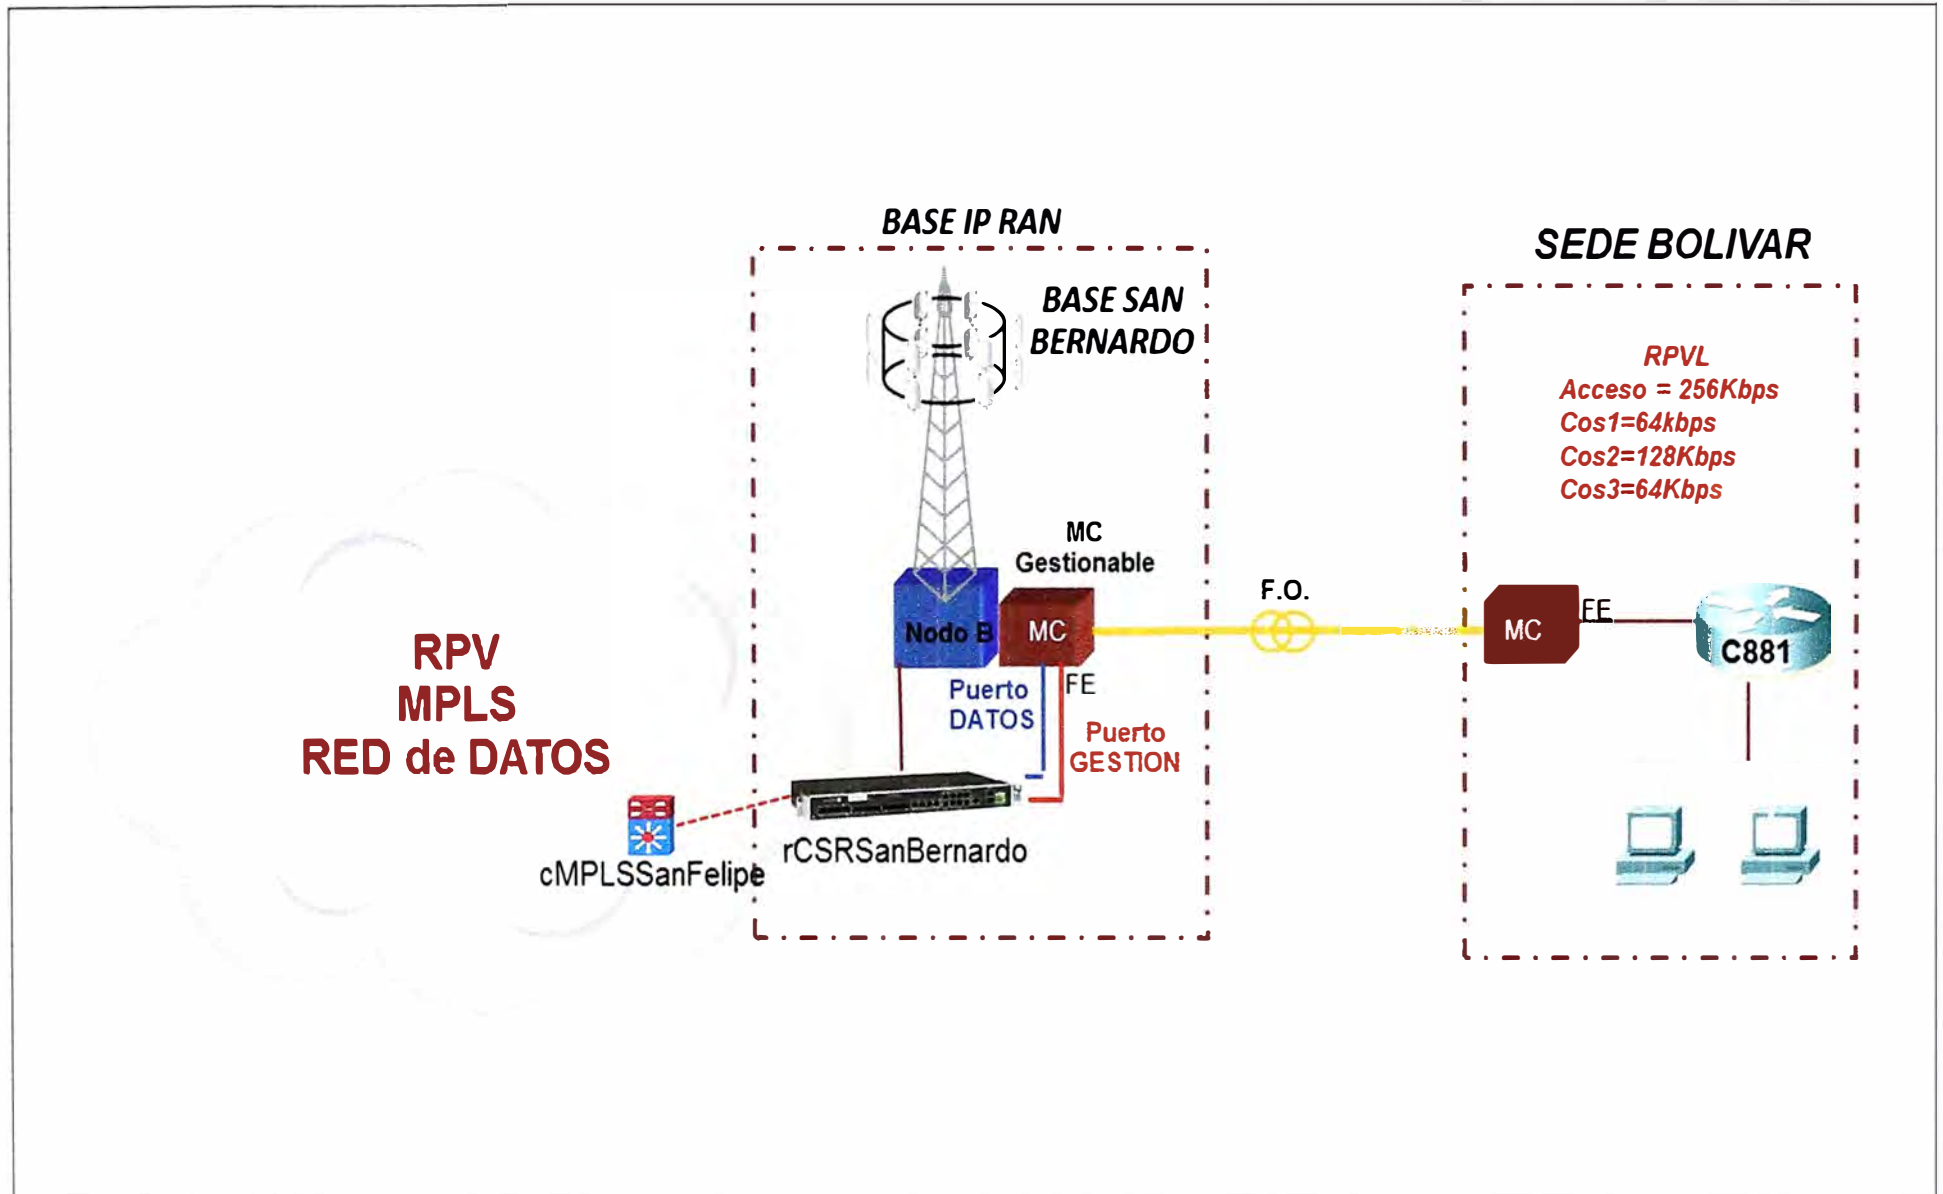 BASE IP RAN
BASE SAN
BERNARDO
SEDE BOLIVAR
RPVL
Acceso = 256Kbps
Cos1=64kbps
Cos2=128Kbps
Cos3=64Kbps
MC
Gestionable
F.O.
Nodo B
MC
MC
FE
C881
Puerto
DATOS
FE
Puerto
GESTION
RPV
MPLS
RED de DATOS
rCSRSanBernardo
cMPLSSanFelipe